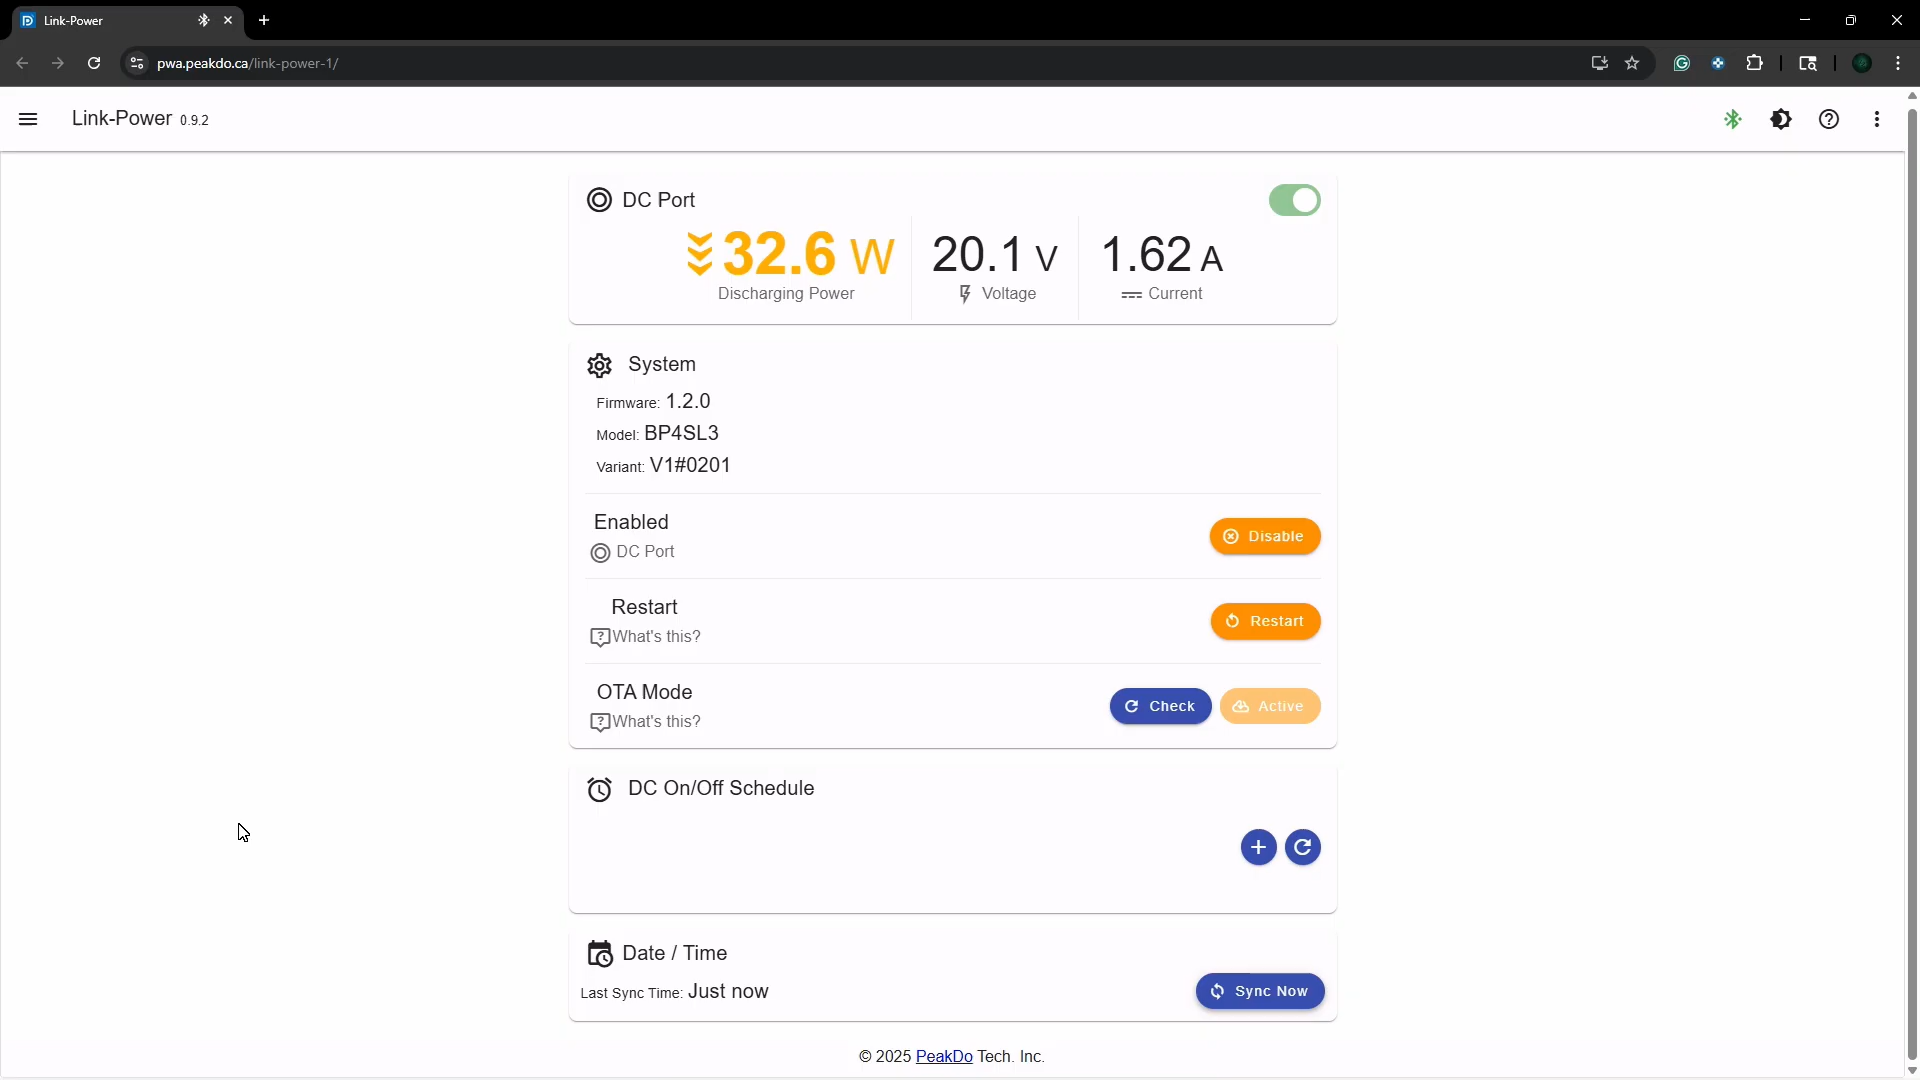 Link-Power
pwa.peakdo.ca/link-power-1/
Link-Power 0.9.2
DC Port
32.6 W
Discharging Power
20.1 V
Voltage
1.62 A
Current
System
Firmware: 1.2.0
Model: BP4SL3
Variant: V1#0201
Enabled
DC Port
Disable
Restart
What's this?
Restart
OTA Mode
What's this?
Check
Active
DC On/Off Schedule
Date / Time
Last Sync Time: Just now
Sync Now
© 2025 PeakDo Tech. Inc.